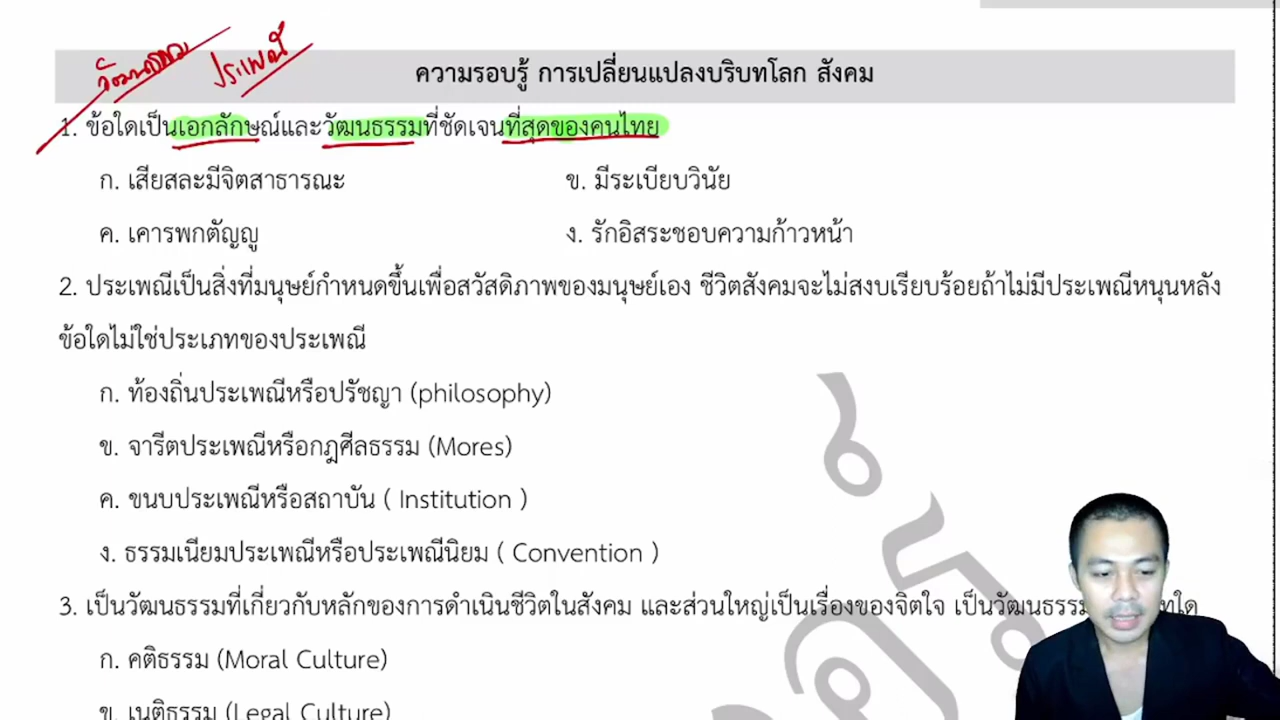 วัฒนธรรม ประเพณี
ความรอบรู้ การเปลี่ยนแปลงบริบทโลก สังคม
1. ข้อใดเป็นเอกลักษณ์และวัฒนธรรมที่ชัดเจนที่สุดของคนไทย
ก. เสียสละมีจิตสาธารณะ ข. มีระเบียบวินัย
ค. เคารพกตัญญู ง. รักอิสระชอบความก้าวหน้า
2. ประเพณีเป็นสิ่งที่มนุษย์กำหนดขึ้นเพื่อสวัสดิภาพของมนุษย์เอง ชีวิตสังคมจะไม่สงบเรียบร้อยถ้าไม่มีประเพณีหนุนหลัง
ข้อใดไม่ใช่ประเภทของประเพณี
ก. ท้องถิ่นประเพณีหรือปรัชญา (philosophy)
ข. จารีตประเพณีหรือกฎศีลธรรม (Mores)
ค. ขนบประเพณีหรือสถาบัน ( Institution )
ง. ธรรมเนียมประเพณีหรือประเพณีนิยม ( Convention )
3. เป็นวัฒนธรรมที่เกี่ยวกับหลักของการดำเนินชีวิตในสังคม และส่วนใหญ่เป็นเรื่องของจิตใจ เป็นวัฒนธรรม
ก. คติธรรม (Moral Culture)
ข. เนติธรรม (Legal Culture)